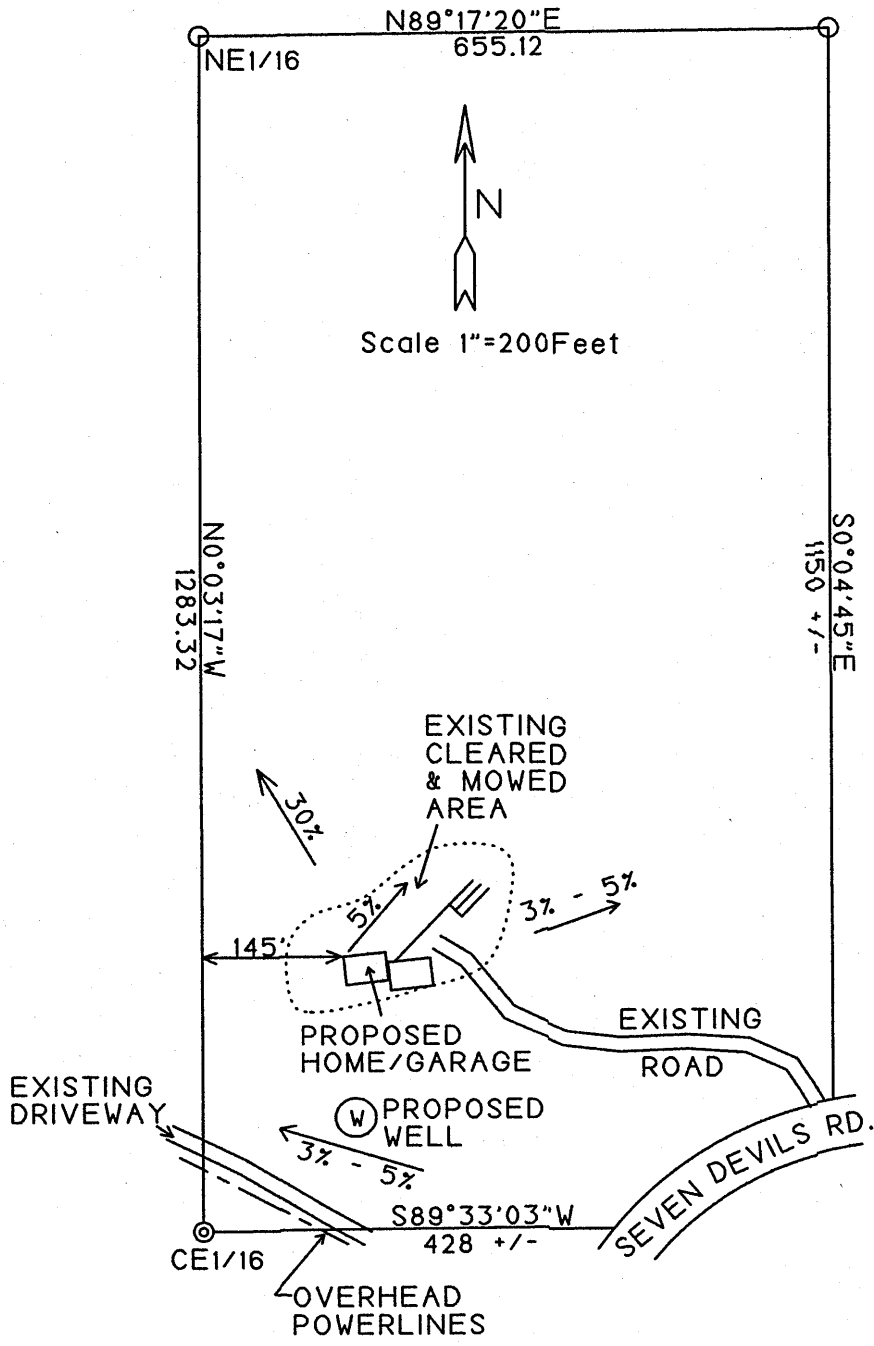 N89°17'20"E
655.12
NE1/16
N
Scale 1"=200Feet
N0°03'17"W
1283.32
S0°04'45"E
1150 +/-
EXISTING
CLEARED
& MOWED
AREA
30%
5%
3% - 5%
145'
PROPOSED
HOME/GARAGE
EXISTING
ROAD
EXISTING
DRIVEWAY
W
PROPOSED
WELL
3% - 5%
SEVEN DEVILS RD.
S89°33'03"W
428 +/-
CE1/16
OVERHEAD
POWERLINES